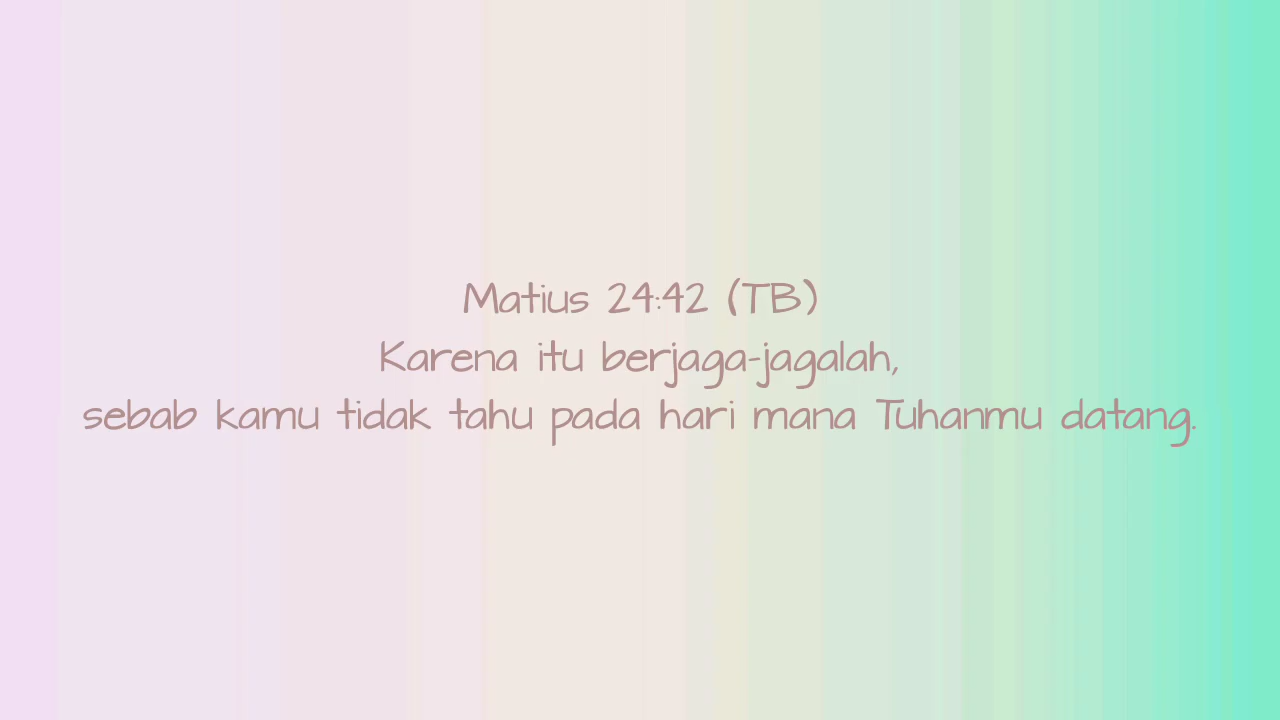 Matius 24:42 (TB)
Karena itu berjaga-jagalah,
sebab kamu tidak tahu pada hari mana Tuhanmu datang.